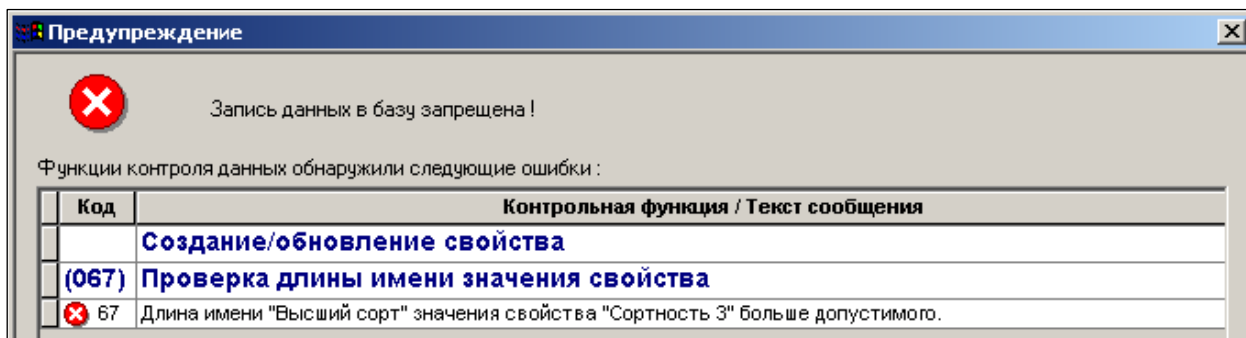 Предупреждение
Запись данных в базу запрещена !
Функции контроля данных обнаружили следующие ошибки :
Код Контрольная функция / Текст сообщения
Создание/обновление свойства
(067) Проверка длины имени значения свойства
67 Длина имени "Высший сорт" значения свойства "Сортность 3" больше допустимого.